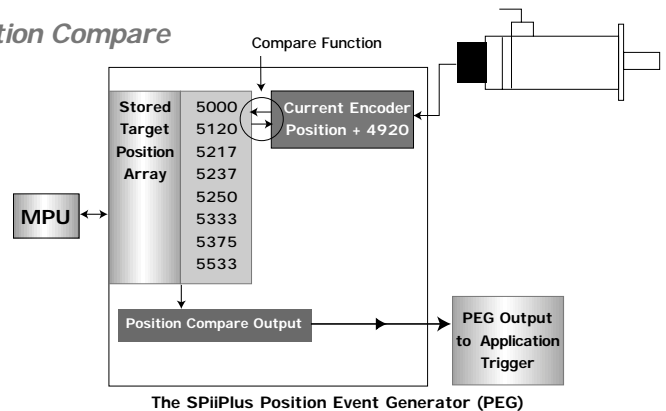 tion Compare
Compare Function
Stored
Target
Position
Array
5000
5120
5217
5237
5250
5333
5375
5533
Current Encoder
Position + 4920
MPU
Position Compare Output
PEG Output
to Application
Trigger
The SPiiPlus Position Event Generator (PEG)